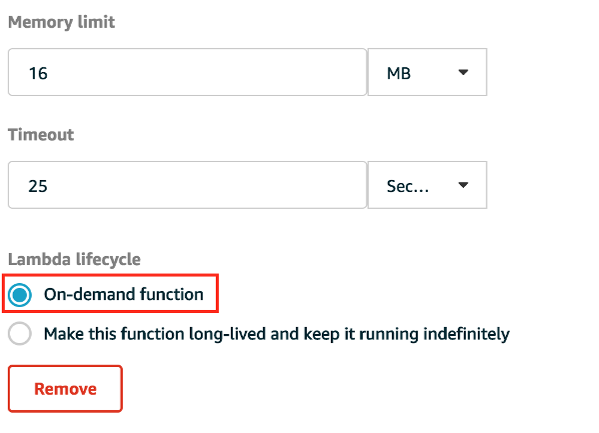 Memory limit
16 MB
Timeout
25 Sec...
Lambda lifecycle
On-demand function
Make this function long-lived and keep it running indefinitely
Remove